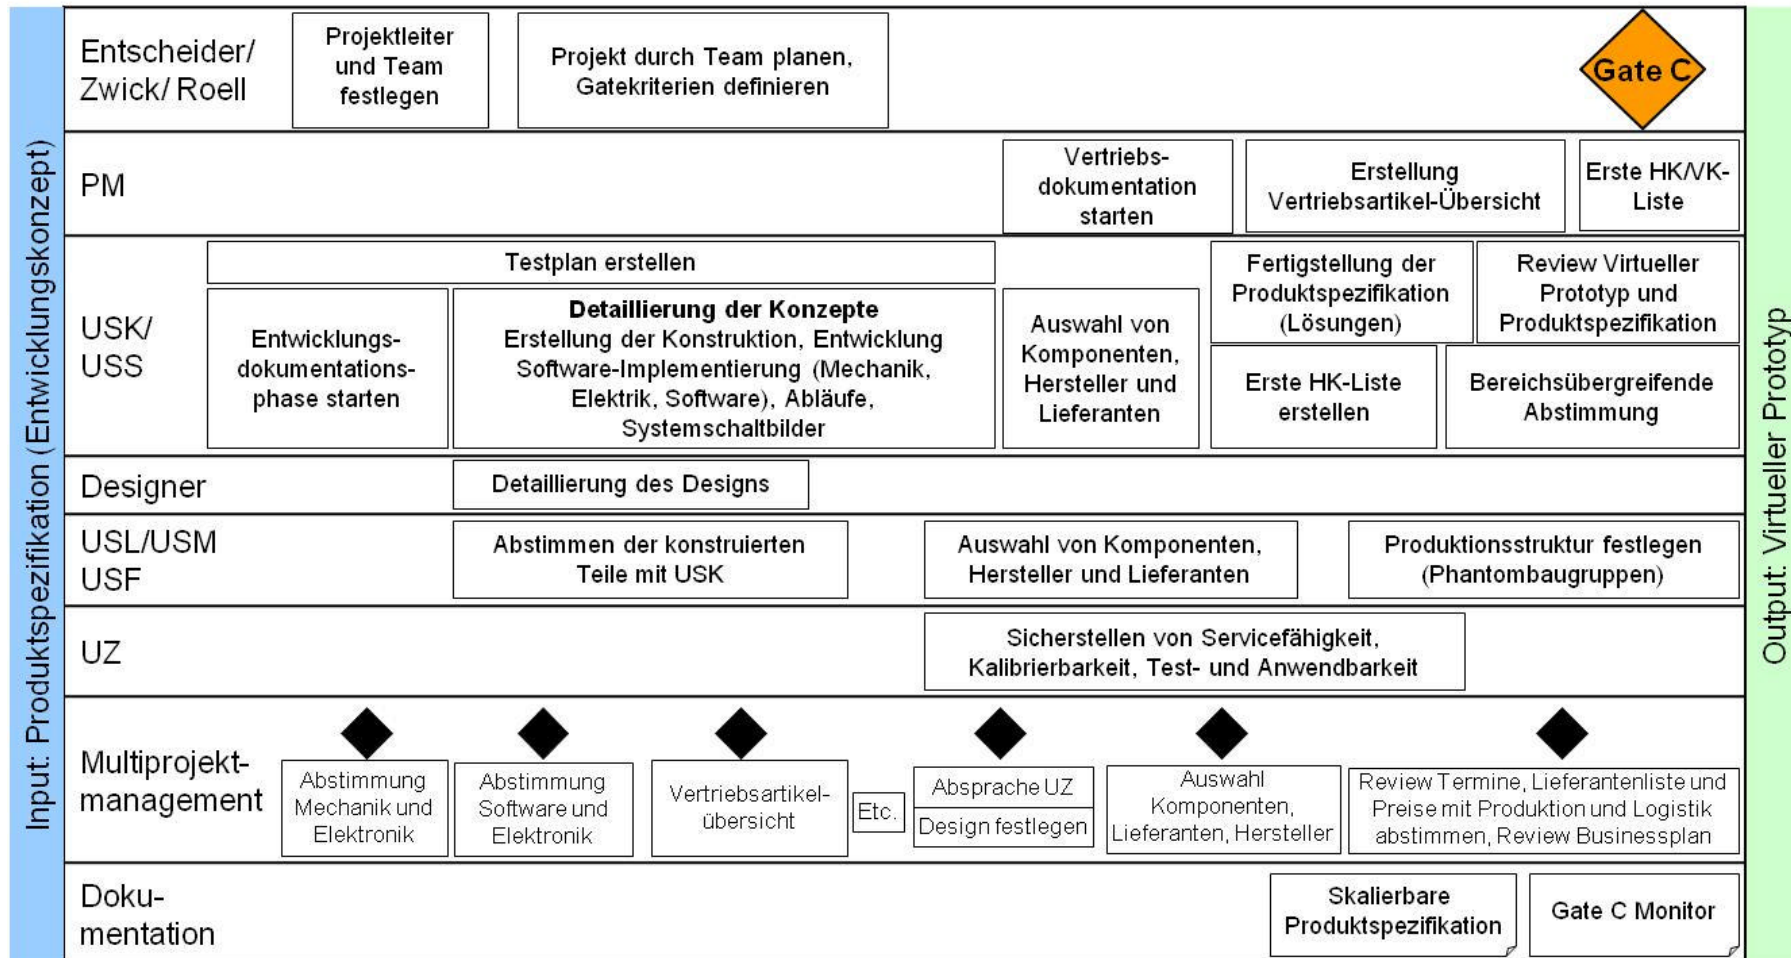 Input: Produktspezifikation (Entwicklungskonzept)
Entscheider/
Zwick/ Roell
Projektleiter
und Team
festlegen
Projekt durch Team planen,
Gatekriterien definieren
Gate C
PM
Vertriebs-
dokumentation
starten
Erstellung
Vertriebsartikel-Übersicht
Erste HK/VK-
Liste
USK/
USS
Testplan erstellen
Entwicklungs-
dokumentations-
phase starten
Detaillierung der Konzepte
Erstellung der Konstruktion, Entwicklung
Software-Implementierung (Mechanik,
Elektrik, Software), Abläufe,
Systemschaltbilder
Auswahl von
Komponenten,
Hersteller und
Lieferanten
Fertigstellung der
Produktspezifikation
(Lösungen)
Review Virtueller
Prototyp und
Produktspezifikation
Erste HK-Liste
erstellen
Bereichsübergreifende
Abstimmung
Designer
Detaillierung des Designs
USL/USM
USF
Abstimmen der konstruierten
Teile mit USK
Auswahl von Komponenten,
Hersteller und Lieferanten
Produktionsstruktur festlegen
(Phantombaugruppen)
UZ
Sicherstellen von Servicefähigkeit,
Kalibrierbarkeit, Test- und Anwendbarkeit
Multiprojekt-
management
Abstimmung
Mechanik und
Elektronik
Abstimmung
Software und
Elektronik
Vertriebsartikel-
übersicht
Etc.
Absprache UZ
Design festlegen
Auswahl
Komponenten,
Lieferanten, Hersteller
Review Termine, Lieferantenliste und
Preise mit Produktion und Logistik
abstimmen, Review Businessplan
Doku-
mentation
Skalierbare
Produktspezifikation
Gate C Monitor
Output: Virtueller Prototyp